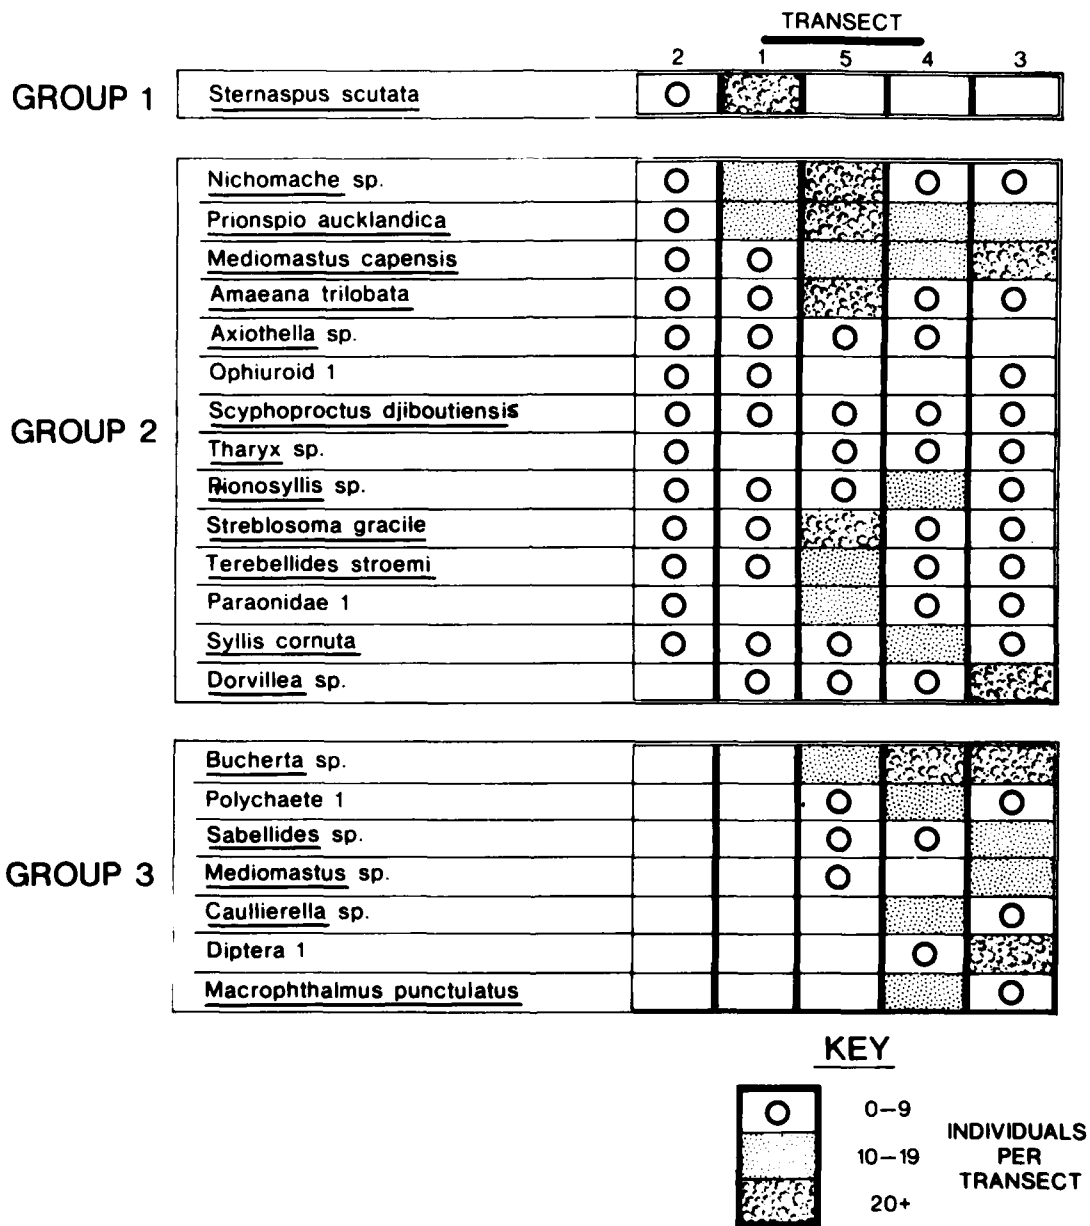 TRANSECT
2 1 5 4 3
GROUP 1
Sternaspus scutata
GROUP 2
Nichomache sp.
Prionspio aucklandica
Mediomastus capensis
Amaeana trilobata
Axiothella sp.
Ophiuroid 1
Scyphoproctus djiboutiensis
Tharyx sp.
Pionosyllis sp.
Streblosoma gracile
Terebellides stroemi
Paraonidae 1
Syllis cornuta
Dorvillea sp.
GROUP 3
Bucherta sp.
Polychaete 1
Sabellides sp.
Mediomastus sp.
Caullierella sp.
Diptera 1
Macrophthalmus punctulatus
KEY
0–9
10–19
20+
INDIVIDUALS
PER
TRANSECT